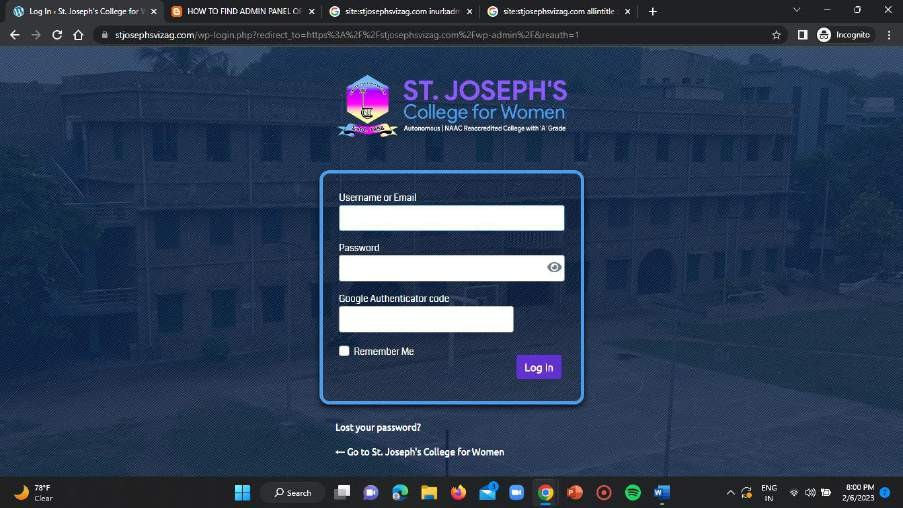 Log In ‹ St. Joseph's College for W
HOW TO FIND ADMIN PANEL OF
site:stjosephsvizag.com inurl:adm
site:stjosephsvizag.com allintitle
stjosephsvizag.com/wp-login.php?redirect_to=https%3A%2F%2Fstjosephsvizag.com%2Fwp-admin%2F&reauth=1
Incognito
ST. JOSEPH'S
College for Women
Autonomous | NAAC Reaccredited College with 'A' Grade
Username or Email
Password
Google Authenticator code
Remember Me
Log In
Lost your password?
← Go to St. Joseph's College for Women
78°F
Clear
Search
1
ENG
IN
8:00 PM
2/6/2023